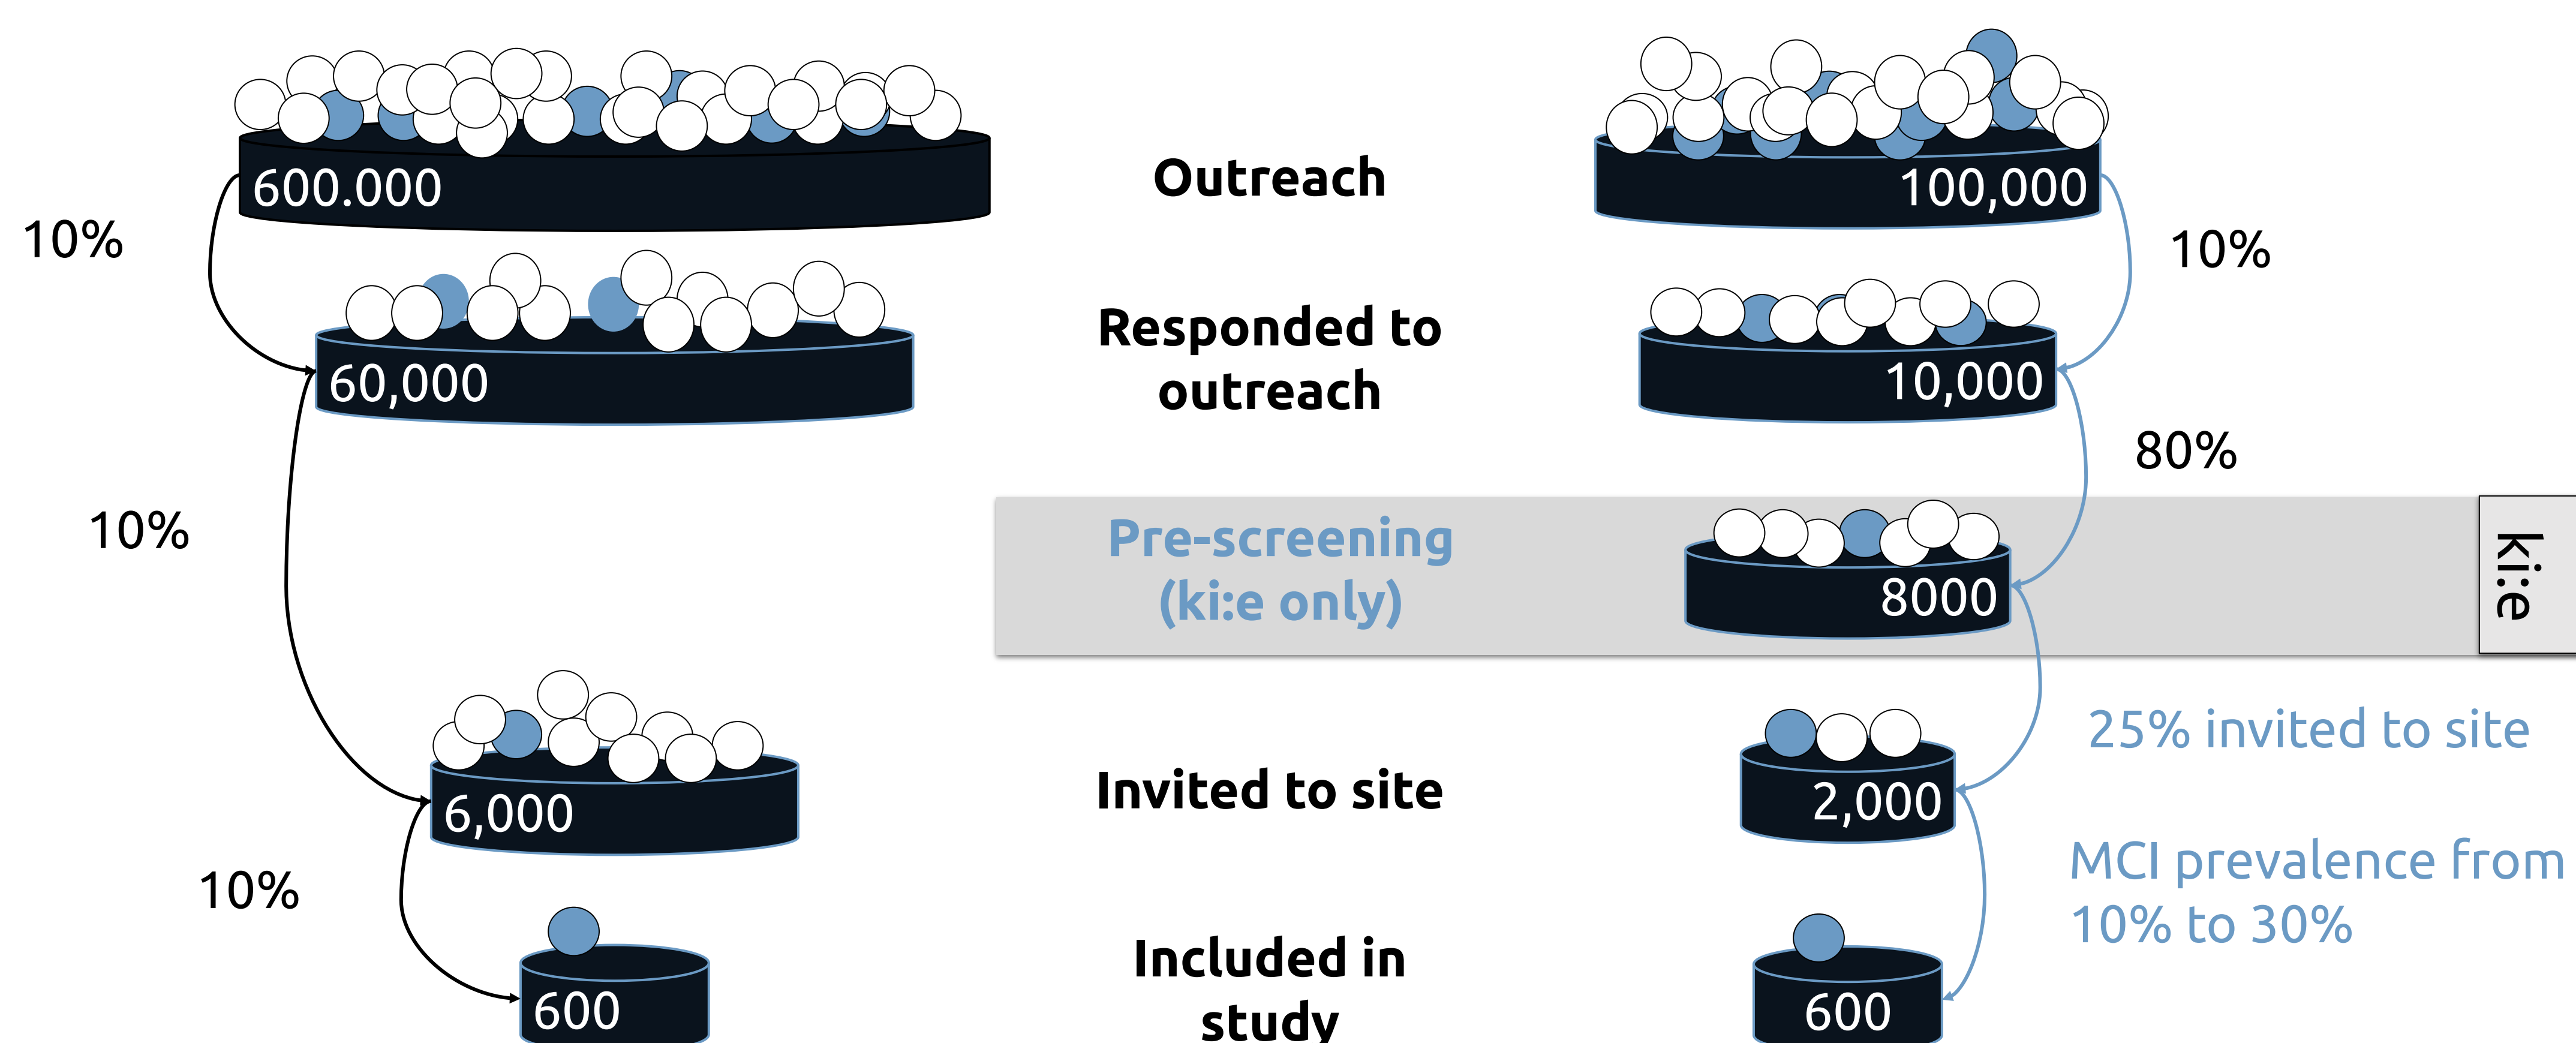 600.000
Outreach
100,000
10%
10%
Responded to
outreach
60,000
10,000
80%
10%
Pre-screening
(ki:e only)
8000
ki:e
25% invited to site
6,000
Invited to site
2,000
MCI prevalence from
10% to 30%
10%
Included in
study
600
600